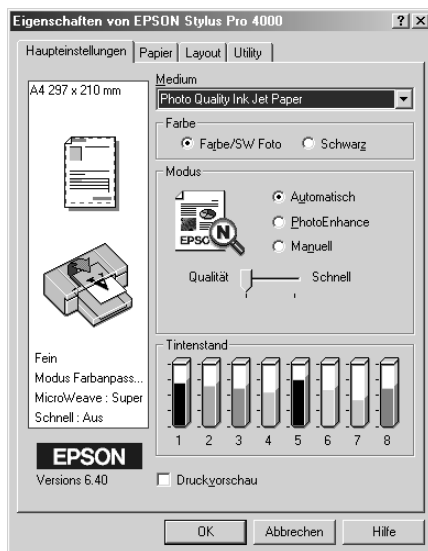 Eigenschaften von EPSON Stylus Pro 4000
Haupteinstellungen
Papier
Layout
Utility
A4 297 x 210 mm
Fein
Modus Farbanpass...
MicroWeave : Super
Schnell : Aus
EPSON
Versions 6.40
Medium
Photo Quality Ink Jet Paper
Farbe
Farbe/SW Foto
Schwarz
Modus
EPSO
N
Automatisch
PhotoEnhance
Manuell
Qualität
Schnell
Tintenstand
1 2 3 4 5 6 7 8
Druckvorschau
OK
Abbrechen
Hilfe